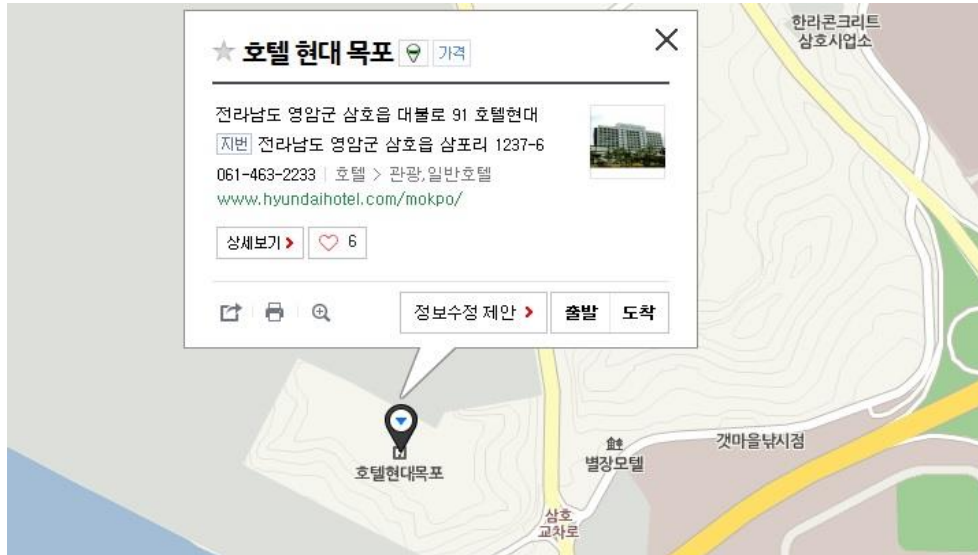 호텔 현대 목포 가격
전라남도 영암군 삼호읍 대불로 91 호텔현대
지번 전라남도 영암군 삼호읍 삼포리 1237-6
061-463-2233 | 호텔 > 관광,일반호텔
www.hyundaihotel.com/mokpo/
상세보기 > ♡ 6
정보수정 제안 > 출발 도착
한라콘크리트
삼호사업소
호텔현대목포
별장모텔
갯마을낚시점
삼호
교차로